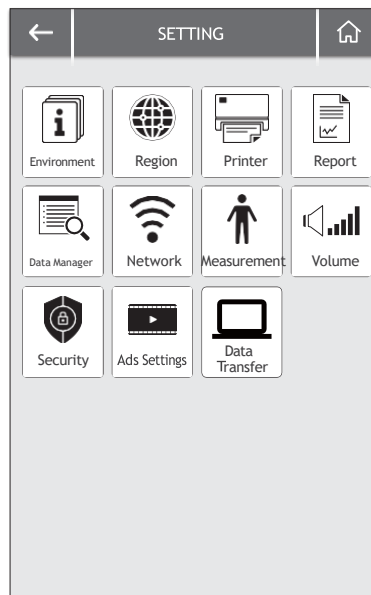 SETTING
Environment
Region
Printer
Report
Data Manager
Network
Measurement
Volume
Security
Ads Settings
Data
Transfer